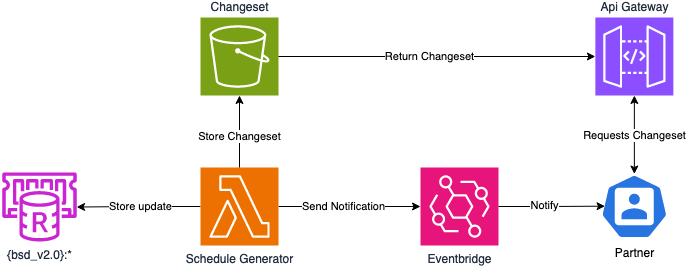 Changeset
Api Gateway
Return Changeset
Store Changeset
Requests Changeset
R
Store update
Send Notification
Notify
{bsd_v2.0}:*
Schedule Generator
Eventbridge
Partner